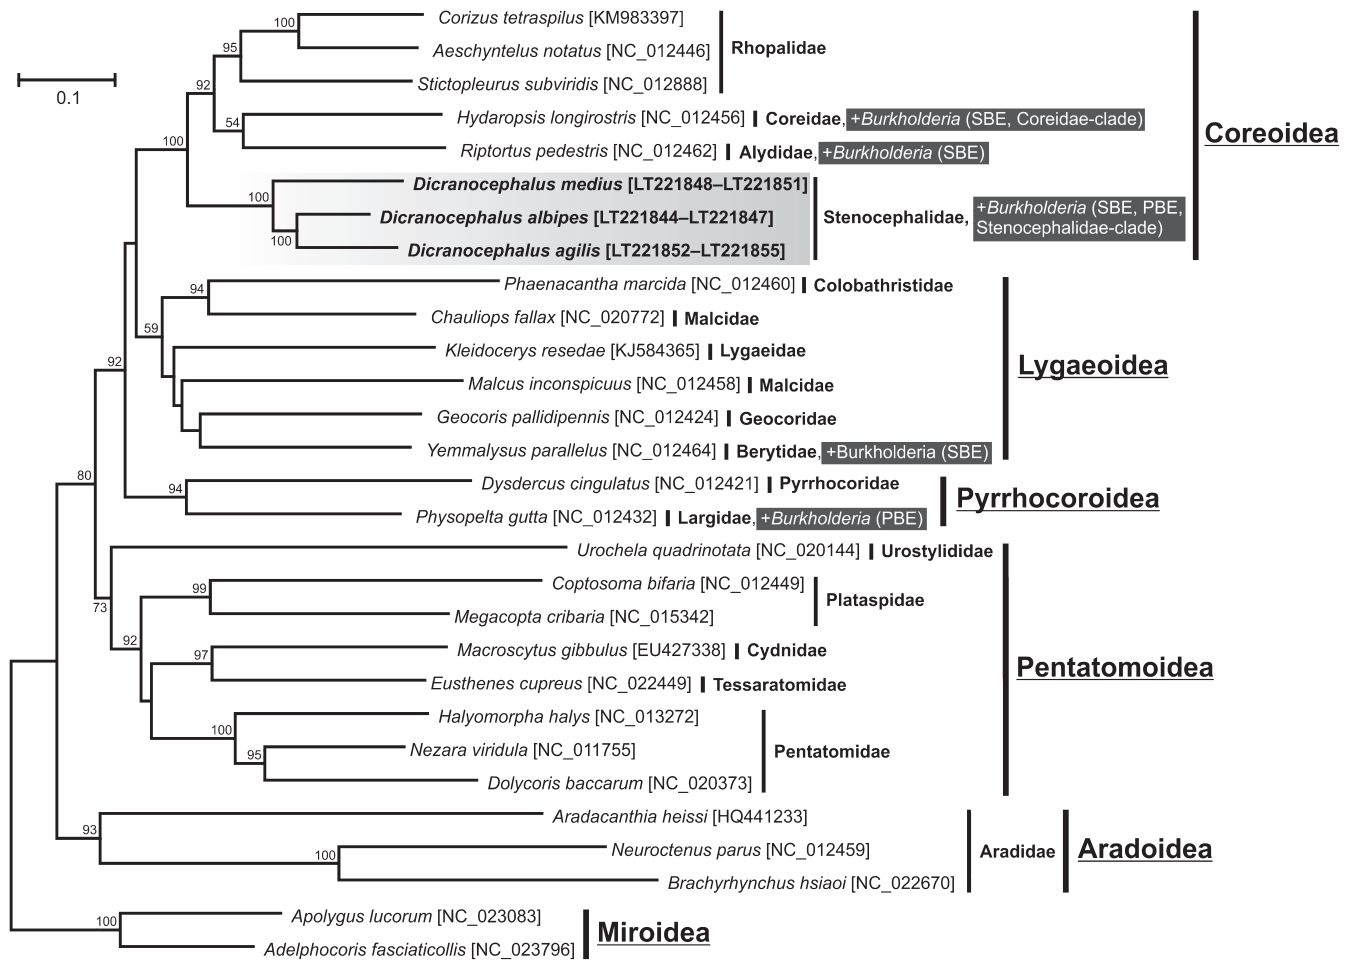 100
Corizus tetraspilus [KM983397]
95
Aeschyntelus notatus [NC_012446]
Rhopalidae
0.1
92
Stictopleurus subviridis [NC_012888]
54
Hydaropsis longirostris [NC_012456] Coreidae, +Burkholderia (SBE, Coreidae-clade)
100
Riptortus pedestris [NC_012462] Alydidae, +Burkholderia (SBE)
Coreoidea
100
Dicranocephalus medius [LT221848–LT221851]
Dicranocephalus albipes [LT221844–LT221847]
100
Dicranocephalus agilis [LT221852–LT221855]
Stenocephalidae, +Burkholderia (SBE, PBE,
Stenocephalidae-clade)
94
Phaenacantha marcida [NC_012460] Colobathristidae
59
Chauliops fallax [NC_020772] Malcidae
Kleidocerys resedae [KJ584365] Lygaeidae
92
Malcus inconspicuus [NC_012458] Malcidae
Lygaeoidea
Geocoris pallidipennis [NC_012424] Geocoridae
Yemmalysus parallelus [NC_012464] Berytidae, +Burkholderia (SBE)
80
94
Dysdercus cingulatus [NC_012421] Pyrrhocoridae
Physopelta gutta [NC_012432] Largidae, +Burkholderia (PBE)
Pyrrhocoroidea
Urochela quadrinotata [NC_020144] Urostylididae
73
99
Coptosoma bifaria [NC_012449]
Megacopta cribaria [NC_015342]
Plataspidae
92
97
Macroscytus gibbulus [EU427338] Cydnidae
Eusthenes cupreus [NC_022449] Tessaratomidae
Pentatomoidea
100
Halyomorpha halys [NC_013272]
95
Nezara viridula [NC_011755]
Dolycoris baccarum [NC_020373]
Pentatomidae
93
Aradacanthia heissi [HQ441233]
100
Neuroctenus parus [NC_012459]
Brachyrhynchus hsiaoi [NC_022670]
Aradidae
Aradoidea
100
Apolygus lucorum [NC_023083]
Adelphocoris fasciaticollis [NC_023796]
Miroidea